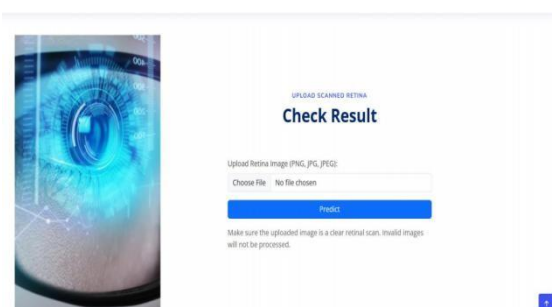 UPLOAD SCANNED RETINA
Check Result
Upload Retina Image (PNG, JPG, JPEG):
Choose File No file chosen
Predict
Make sure the uploaded image is a clear retinal scan. Invalid images
will not be processed.